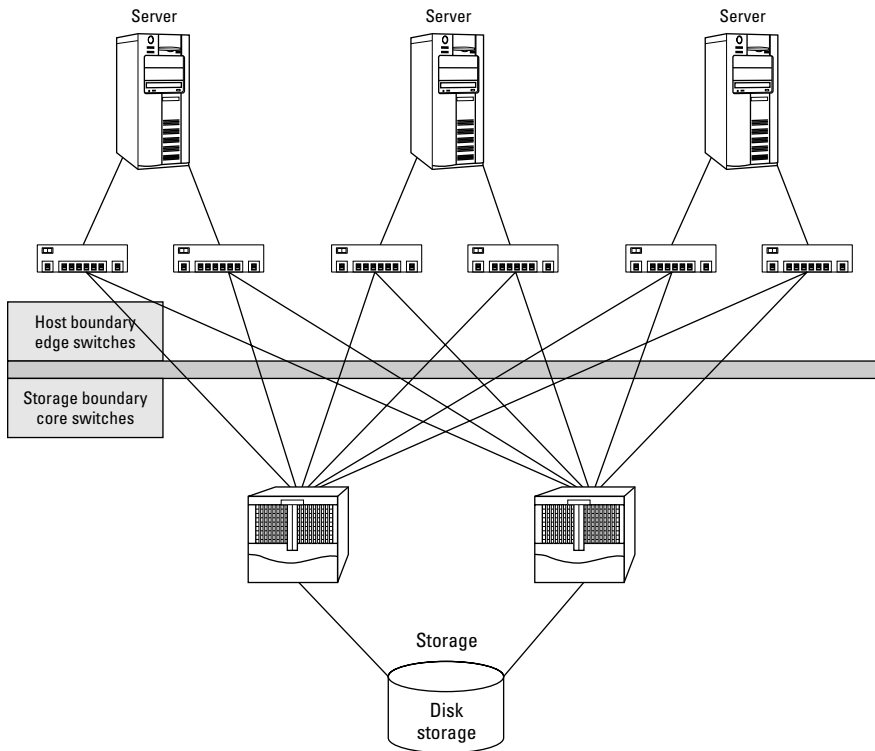 Server
Server
Server
Host boundary
edge switches
Storage boundary
core switches
Storage
Disk
storage